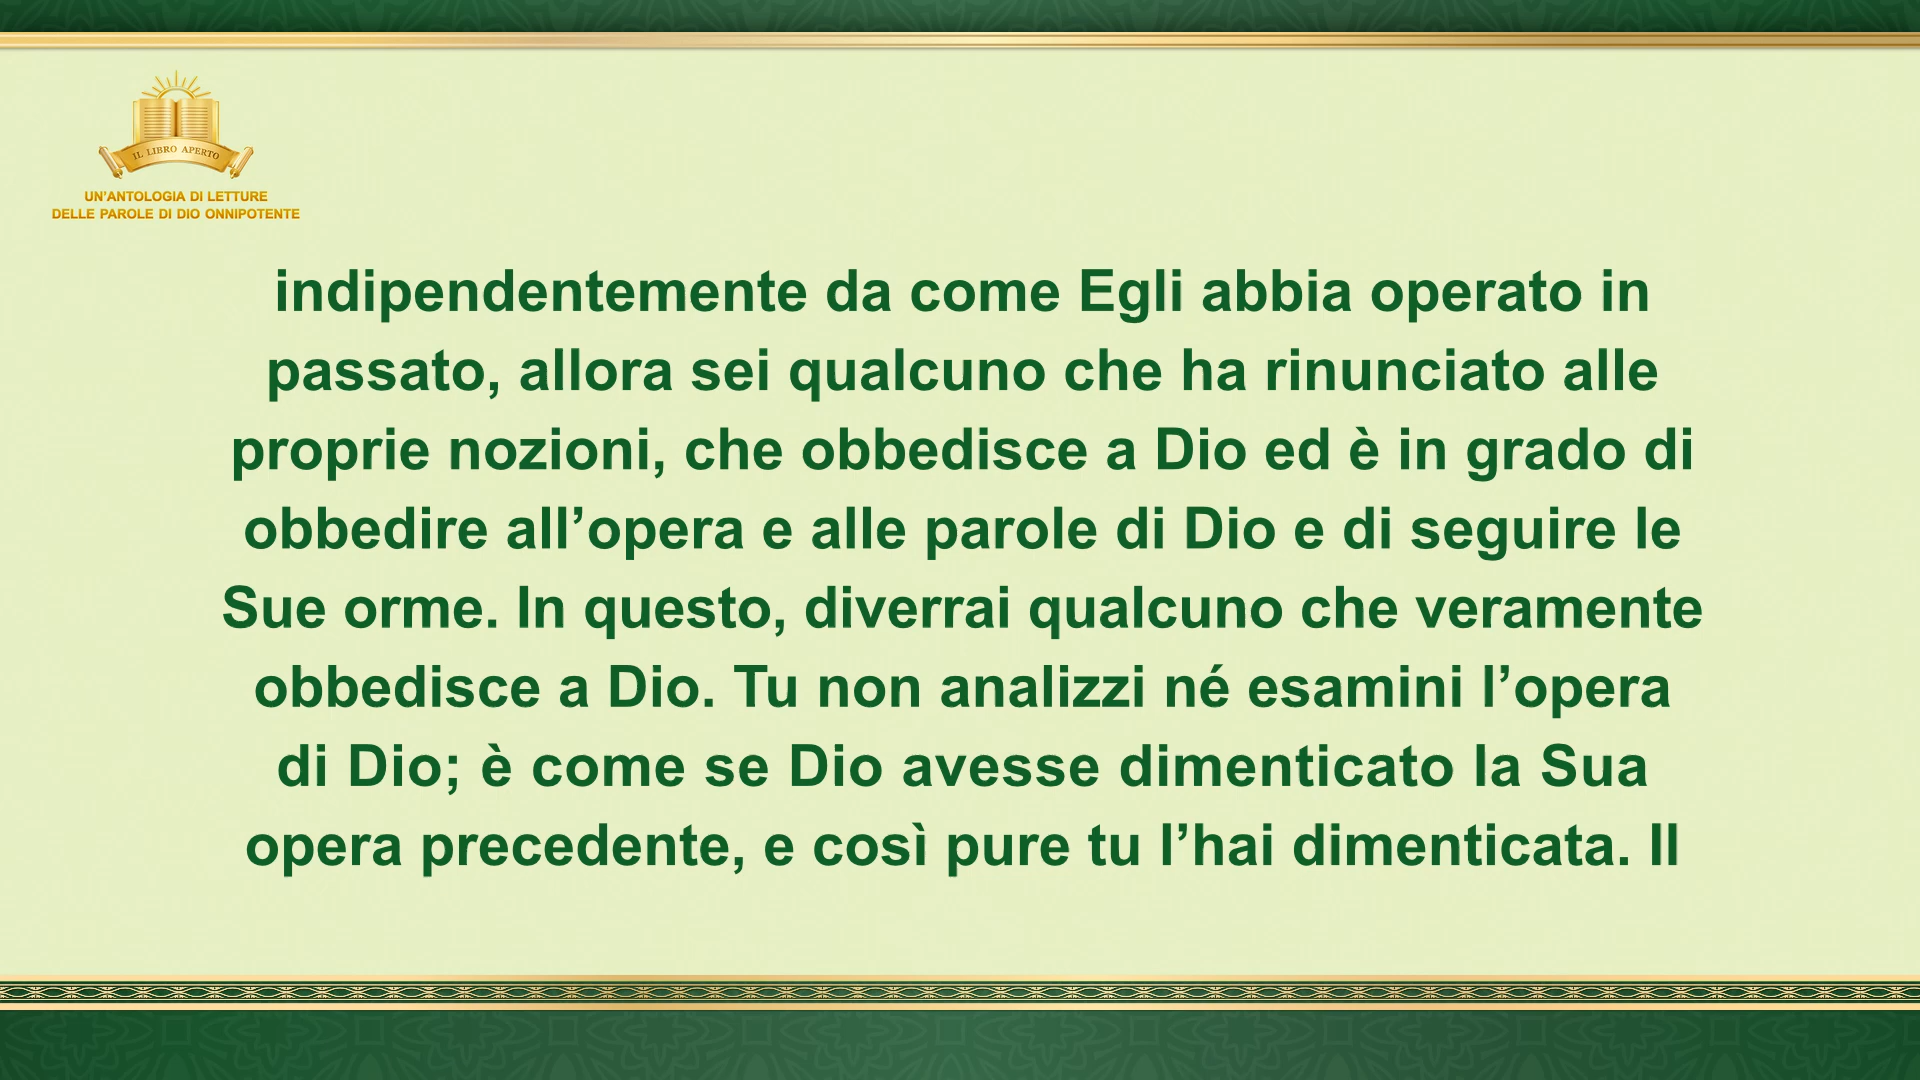 IL LIBRO APERTO
UN’ANTOLOGIA DI LETTURE
DELLE PAROLE DI DIO ONNIPOTENTE
indipendentemente da come Egli abbia operato in
passato, allora sei qualcuno che ha rinunciato alle
proprie nozioni, che obbedisce a Dio ed è in grado di
obbedire all’opera e alle parole di Dio e di seguire le
Sue orme. In questo, diverrai qualcuno che veramente
obbedisce a Dio. Tu non analizzi né esamini l’opera
di Dio; è come se Dio avesse dimenticato la Sua
opera precedente, e così pure tu l’hai dimenticata. Il